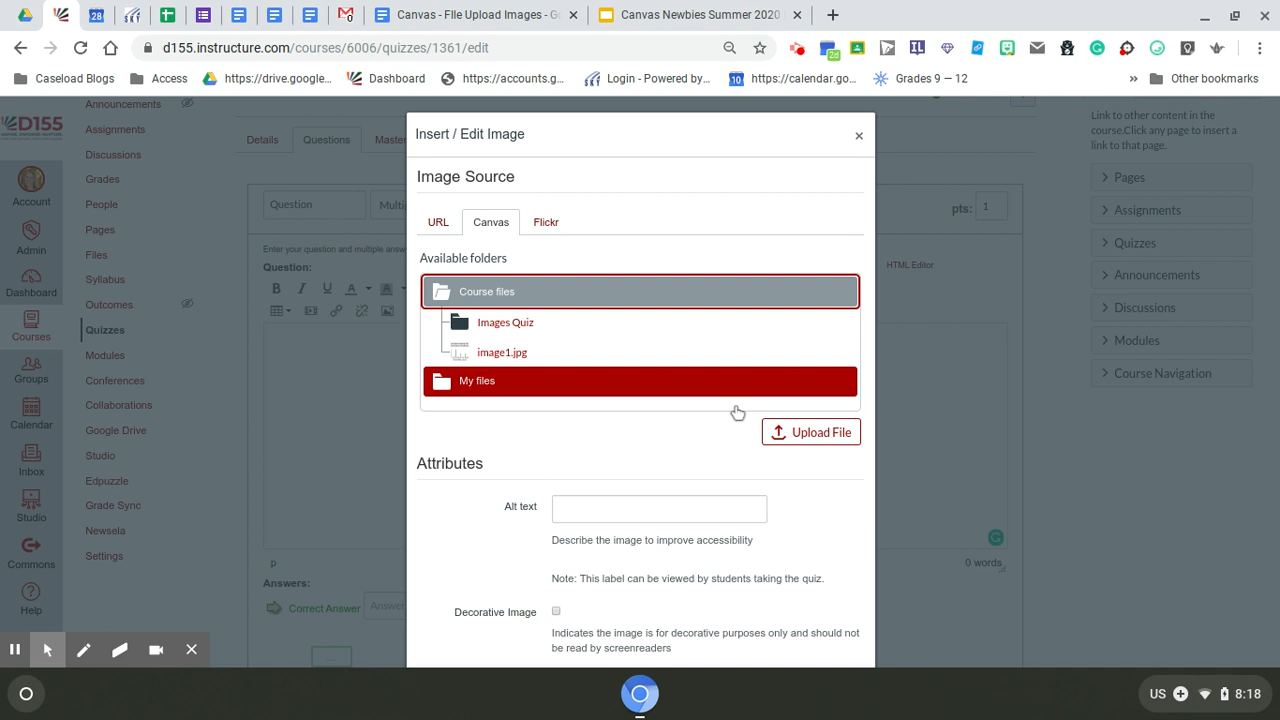 Canvas - FIle Upload Images - G
Canvas Newbies Summer 2020
d155.instructure.com/courses/6006/quizzes/1361/edit
2d
Caseload Blogs
Access
https://drive.google...
Dashboard
https://accounts.g...
Login - Powered by...
10
https://calendar.go...
Grades 9 — 12
»
Other bookmarks
D155
Account
Admin
Dashboard
Courses
Groups
Calendar
Inbox
Studio
Commons
Help
Announcements
Assignments
Discussions
Grades
People
Pages
Files
Syllabus
Outcomes
Quizzes
Modules
Conferences
Collaborations
Google Drive
Studio
Edpuzzle
Grade Sync
Newsela
Settings
Details
Questions
Master
Question
Multi
pts: 1
Enter your question and multiple answ
HTML Editor
Question:
B I U A A
p
0 words
Answers:
Correct Answer
Answer
Insert / Edit Image
×
Image Source
URL
Canvas
Flickr
Available folders
Course files
Images Quiz
image1.jpg
My files
Upload File
Attributes
Alt text
Describe the image to improve accessibility
Note: This label can be viewed by students taking the quiz.
Decorative Image
Indicates the image is for decorative purposes only and should not
be read by screenreaders
Link to other content in the
course.Click any page to insert a
link to that page.
Pages
Assignments
Quizzes
Announcements
Discussions
Modules
Course Navigation
US
8:18